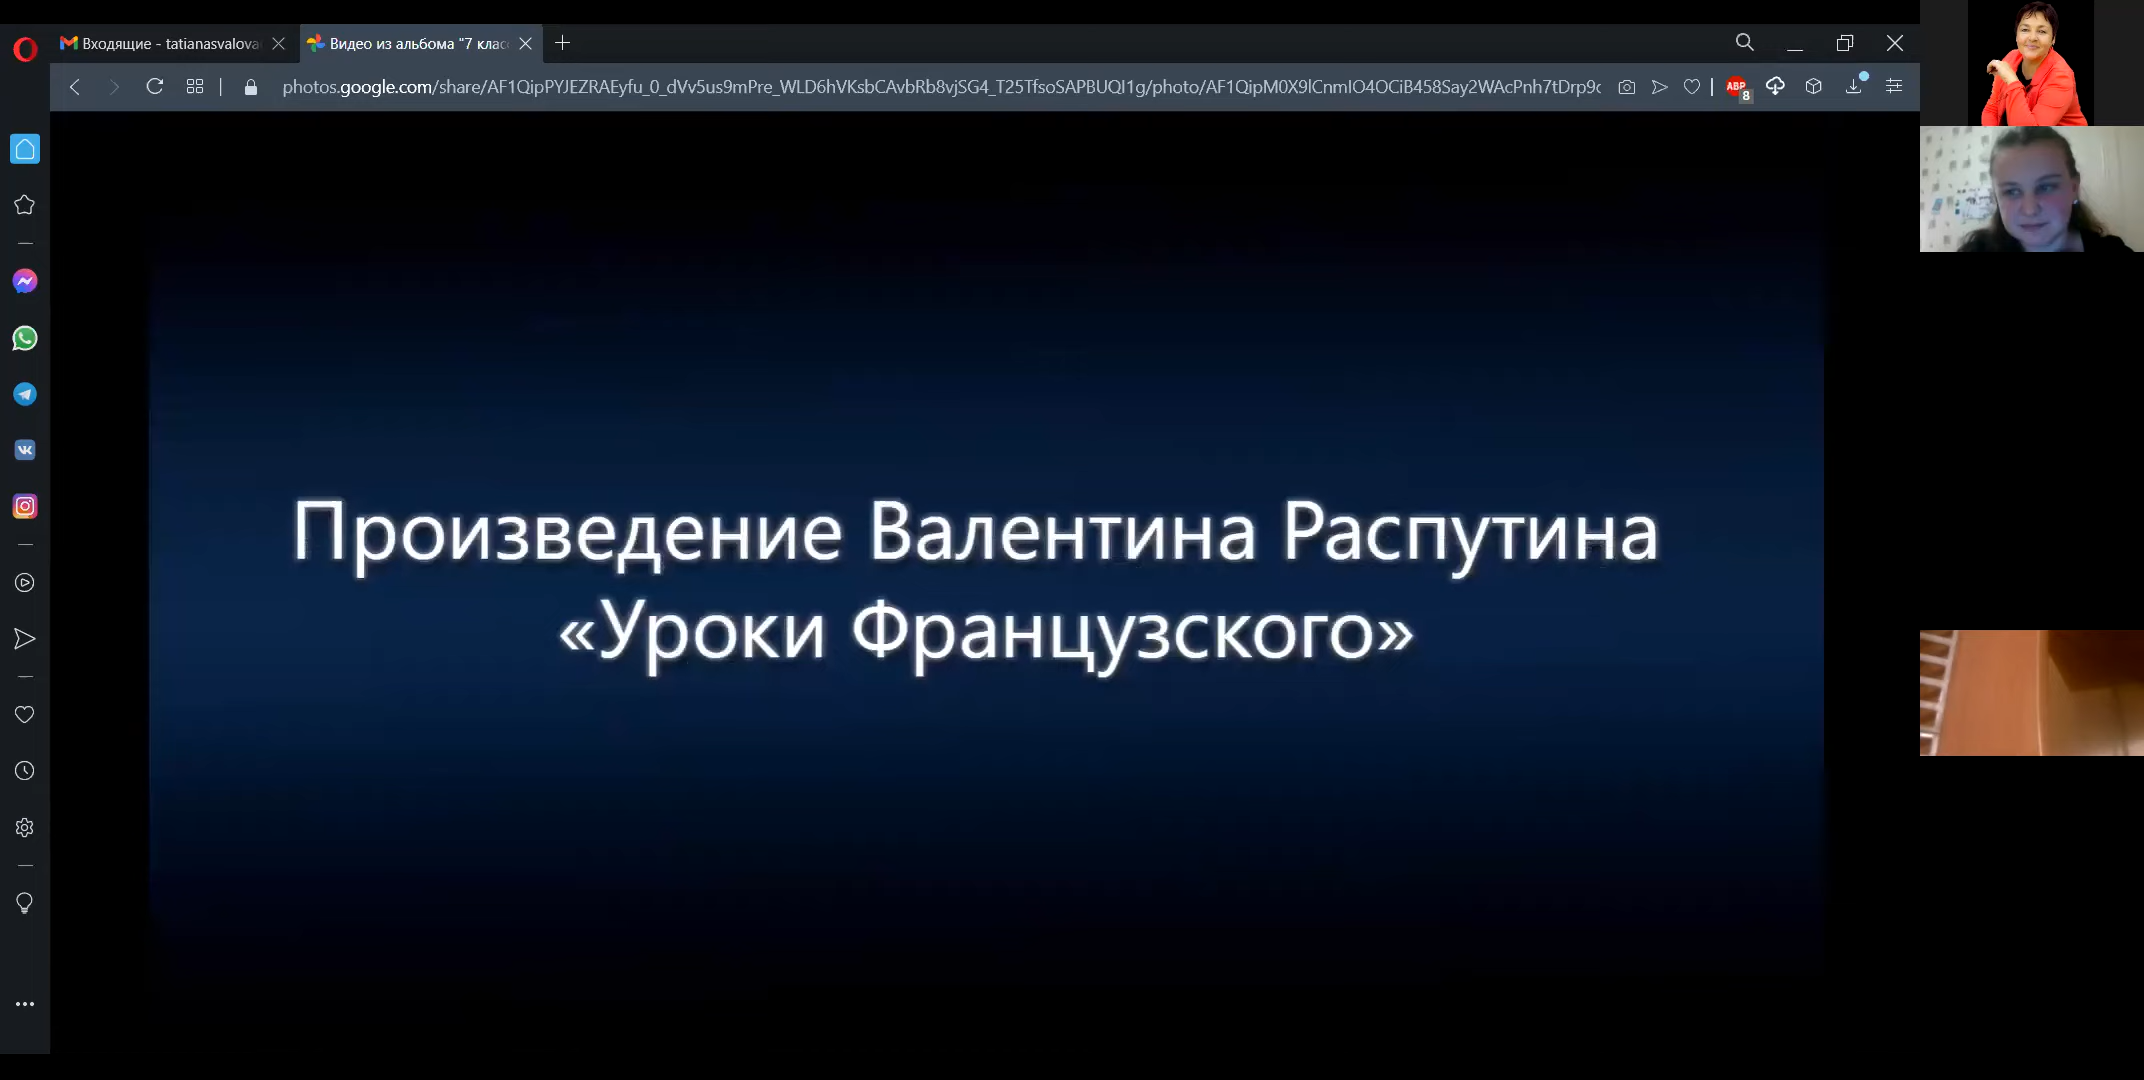 Входящие - tatianasvalova
Видео из альбома "7 клас
photos.google.com/share/AF1QipPYJEZRAEyfu_0_dVv5us9mPre_WLD6hVKsbCAvbRb8vjSG4_T25TfsoSAPBUQI1g/photo/AF1QipM0X9lCnmIO4OCiB458Say2WAcPnh7tDrp9c
ABP
8
Произведение Валентина Распутина
«Уроки Французского»